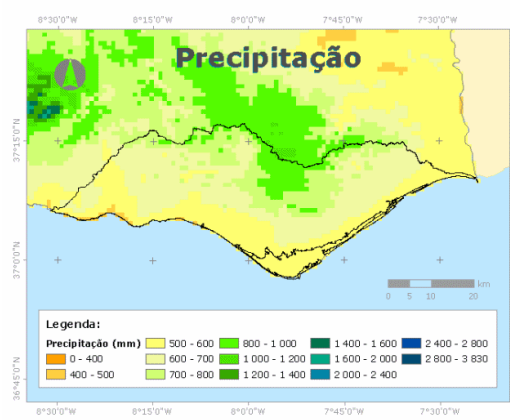 8°30'0"W 8°15'0"W 8°0'0"W 7°45'0"W 7°30'0"W
Precipitação
37°15'0"N
37°0'0"N
36°45'0"N
km
0 5 10 20
Legenda:
Precipitação (mm) 500 - 600 800 - 1 000 1 400 - 1 600 2 400 - 2 800
0 - 400 600 - 700 1 000 - 1 200 1 600 - 2 000 2 800 - 3 830
400 - 500 700 - 800 1 200 - 1 400 2 000 - 2 400
8°30'0"W 8°15'0"W 8°0'0"W 7°45'0"W 7°30'0"W